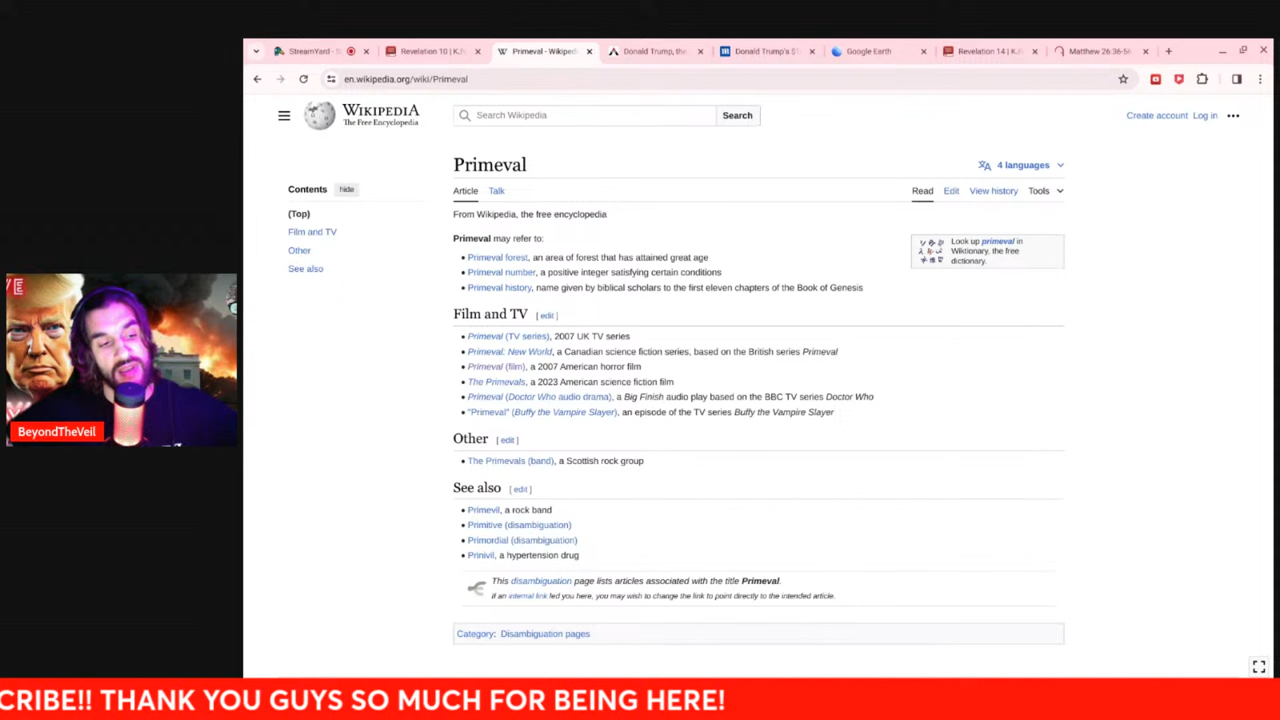 StreamYard - S
Revelation 10 | KJV
Primeval - Wikipedi
Donald Trump, the
Donald Trump's $1
Google Earth
Revelation 14 | KJV
Matthew 26:36-56
en.wikipedia.org/wiki/Primeval
WIKIPEDIA
The Free Encyclopedia
Search Wikipedia
Search
Create account Log in
Primeval
4 languages
Contents hide
(Top)
Film and TV
Other
See also
Article Talk
Read Edit View history Tools
From Wikipedia, the free encyclopedia
Primeval may refer to:
Look up primeval in
Wiktionary, the free
dictionary.
• Primeval forest, an area of forest that has attained great age
• Primeval number, a positive integer satisfying certain conditions
• Primeval history, name given by biblical scholars to the first eleven chapters of the Book of Genesis
Film and TV [ edit ]
• Primeval (TV series), 2007 UK TV series
• Primeval: New World, a Canadian science fiction series, based on the British series Primeval
• Primeval (film), a 2007 American horror film
• The Primevals, a 2023 American science fiction film
• Primeval (Doctor Who audio drama), a Big Finish audio play based on the BBC TV series Doctor Who
• "Primeval" (Buffy the Vampire Slayer), an episode of the TV series Buffy the Vampire Slayer
Other [ edit ]
• The Primevals (band), a Scottish rock group
See also [ edit ]
• Primevil, a rock band
• Primitive (disambiguation)
• Primordial (disambiguation)
• Prinivil, a hypertension drug
This disambiguation page lists articles associated with the title Primeval.
If an internal link led you here, you may wish to change the link to point directly to the intended article.
Category: Disambiguation pages
VE
BeyondTheVeil
CRIBE!! THANK YOU GUYS SO MUCH FOR BEING HERE!